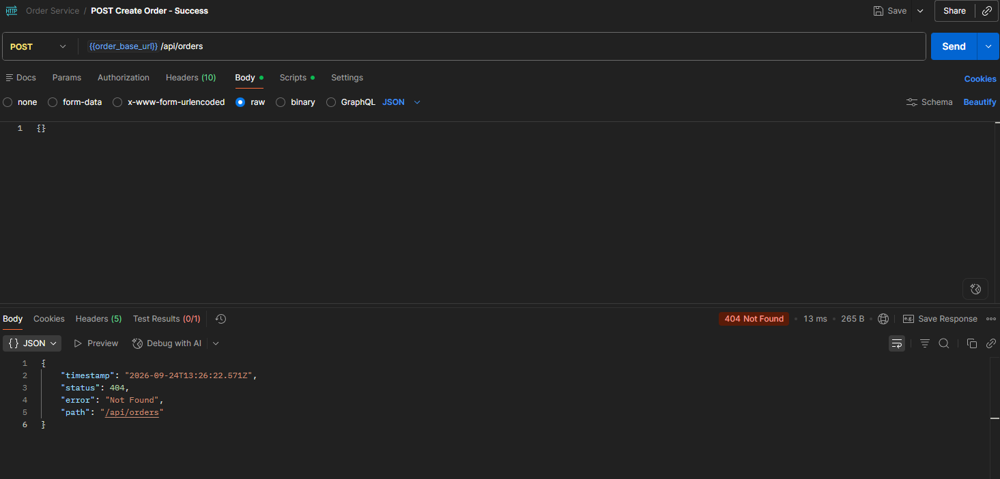 HTTP Order Service / POST Create Order - Success Save Share
POST {{order_base_url}} /api/orders Send
Docs Params Authorization Headers (10) Body Scripts Settings Cookies
none form-data x-www-form-urlencoded raw binary GraphQL JSON Schema Beautify
1 {}
Body Cookies Headers (5) Test Results (0/1) 404 Not Found • 13 ms • 265 B • e.g. Save Response
{} JSON Preview Debug with AI
1 {
2 "timestamp": "2026-09-24T13:26:22.571Z",
3 "status": 404,
4 "error": "Not Found",
5 "path": "/api/orders"
6 }